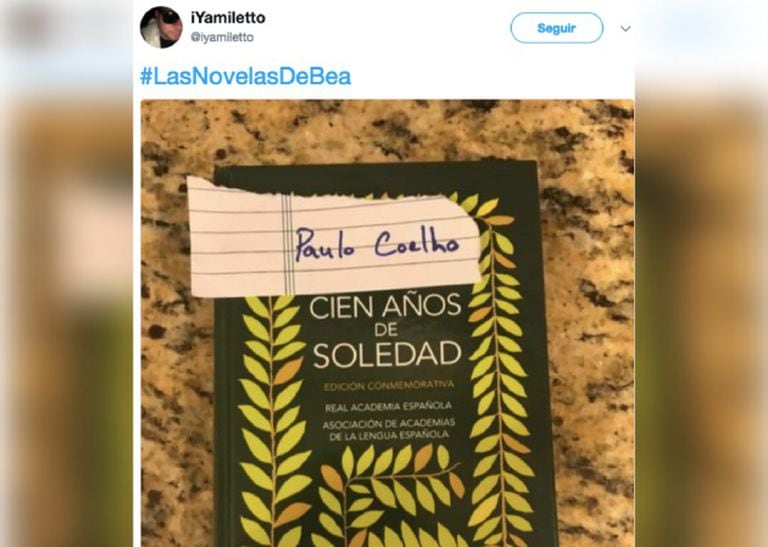 iYamiletto
@iyamiletto
Seguir
#LasNovelasDeBea
Paulo Coelho
CIEN AÑOS
DE
SOLEDAD
EDICIÓN CONMEMORATIVA
REAL ACADEMIA ESPAÑOLA
ASOCIACIÓN DE ACADEMIAS
DE LA LENGUA ESPAÑOLA